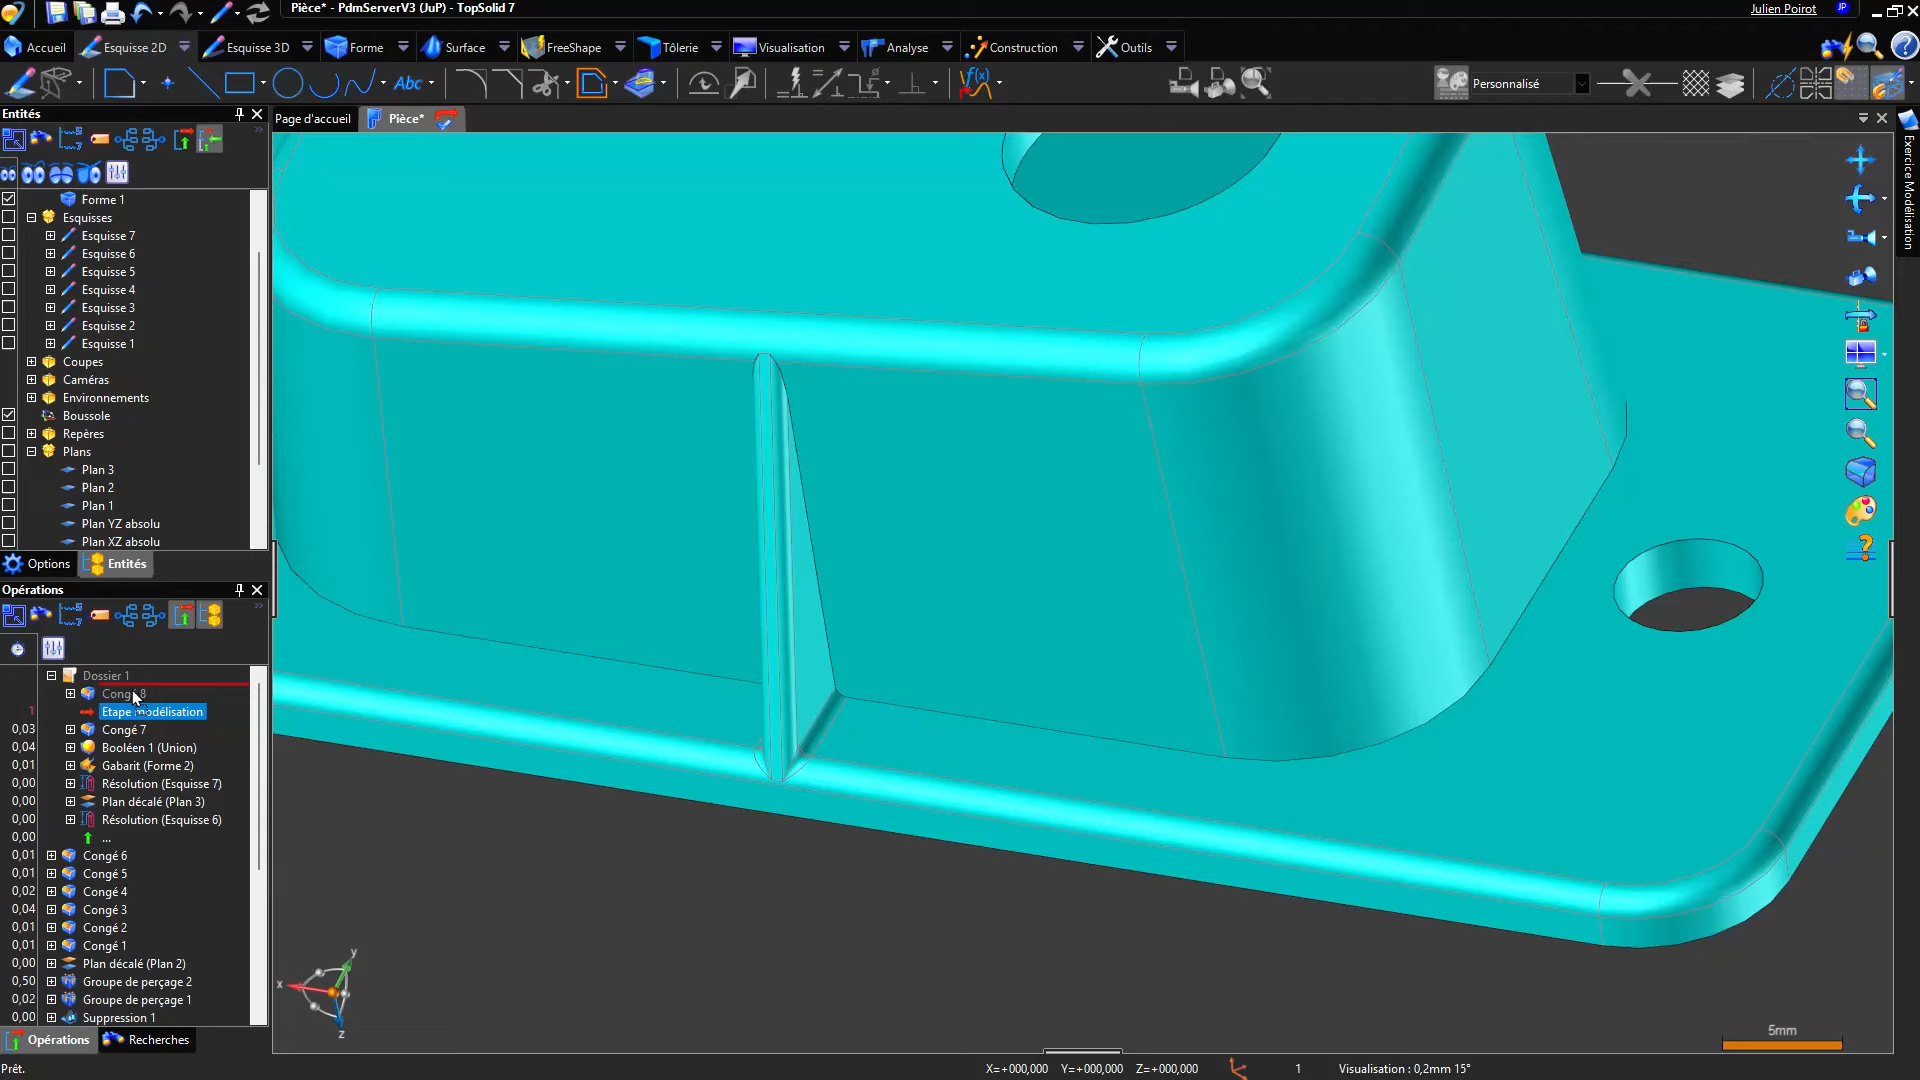 Pièce* - PdmServerV3 (JuP) - TopSolid 7
Julien Poirot
JP
Accueil
Esquisse 2D
Esquisse 3D
Forme
Surface
FreeShape
Tôlerie
Visualisation
Analyse
Construction
Outils
Abc
f(x)
Personnalisé
Entités
Page d'accueil
Pièce*
Exercice Modélisation
Forme 1
Esquisses
Esquisse 7
Esquisse 6
Esquisse 5
Esquisse 4
Esquisse 3
Esquisse 2
Esquisse 1
Coupes
Caméras
Environnements
Boussole
Repères
Plans
Plan 3
Plan 2
Plan 1
Plan YZ absolu
Plan XZ absolu
Options
Entités
Opérations
Dossier 1
Congé 8
1 Etape modélisation
0,03 Congé 7
0,04 Booléen 1 (Union)
0,01 Gabarit (Forme 2)
0,00 Résolution (Esquisse 7)
0,00 Plan décalé (Plan 3)
0,00 Résolution (Esquisse 6)
0,00 ...
0,01 Congé 6
0,01 Congé 5
0,02 Congé 4
0,04 Congé 3
0,01 Congé 2
0,01 Congé 1
0,00 Plan décalé (Plan 2)
0,50 Groupe de perçage 2
0,02 Groupe de perçage 1
0,00 Suppression 1
Opérations
Recherches
x
y
z
5mm
Prêt.
X=+000,000 Y=+000,000 Z=+000,000
1
Visualisation : 0,2mm 15°